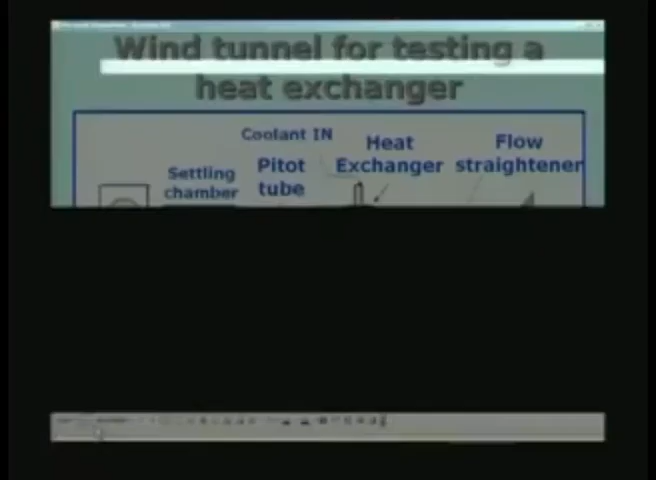 Wind tunnel for testing a
heat exchanger
Coolant IN
Heat
Exchanger
Flow
straightener
Settling
chamber
Pitot
tube